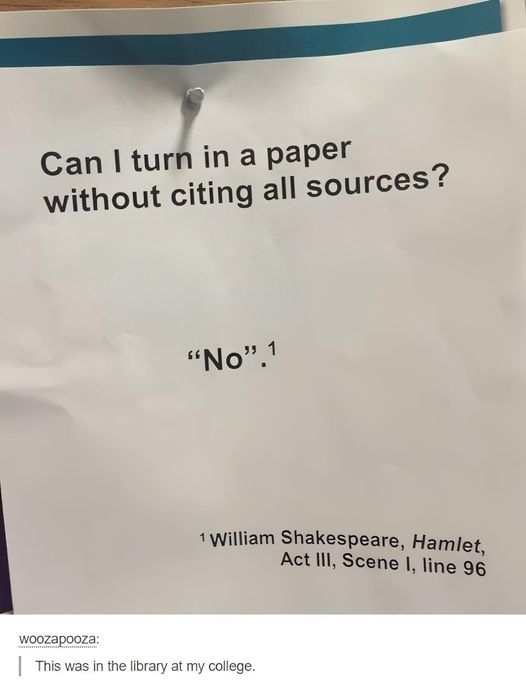 Can I turn in a paper
without citing all sources?
“No”.¹
¹ William Shakespeare, Hamlet,
Act III, Scene I, line 96
woozapooza:
This was in the library at my college.